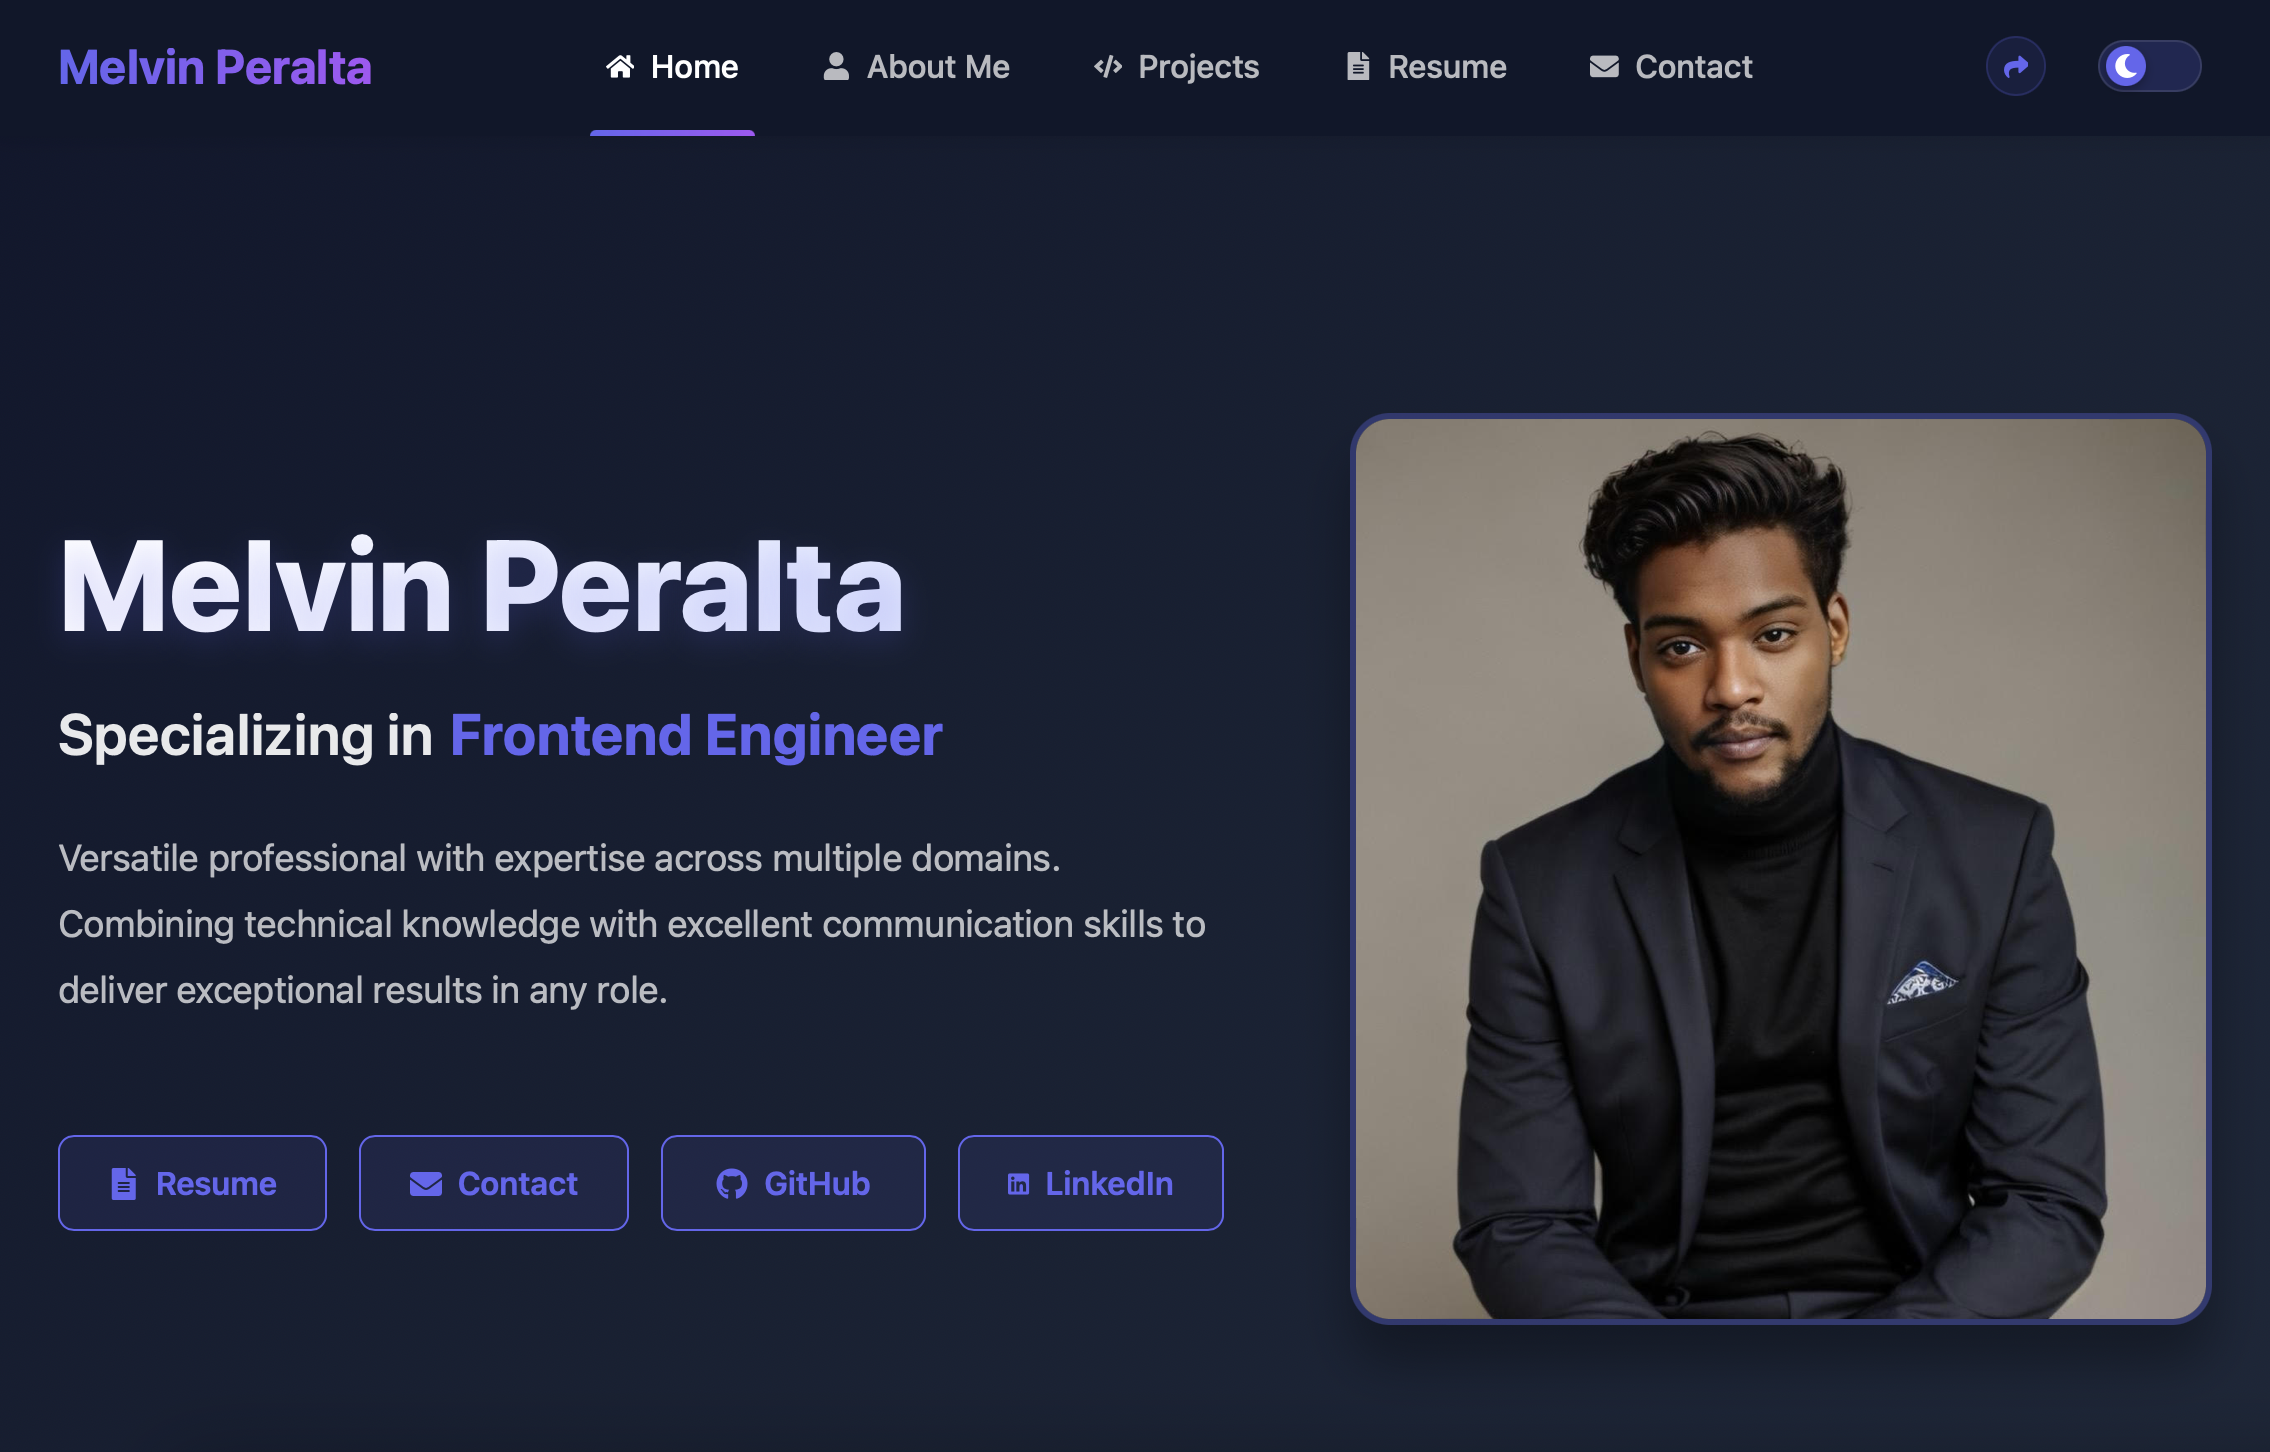 Melvin Peralta
Home
About Me
Projects
Resume
Contact
Melvin Peralta
Specializing in Frontend Engineer
Versatile professional with expertise across multiple domains.
Combining technical knowledge with excellent communication skills to
deliver exceptional results in any role.
Resume
Contact
GitHub
LinkedIn